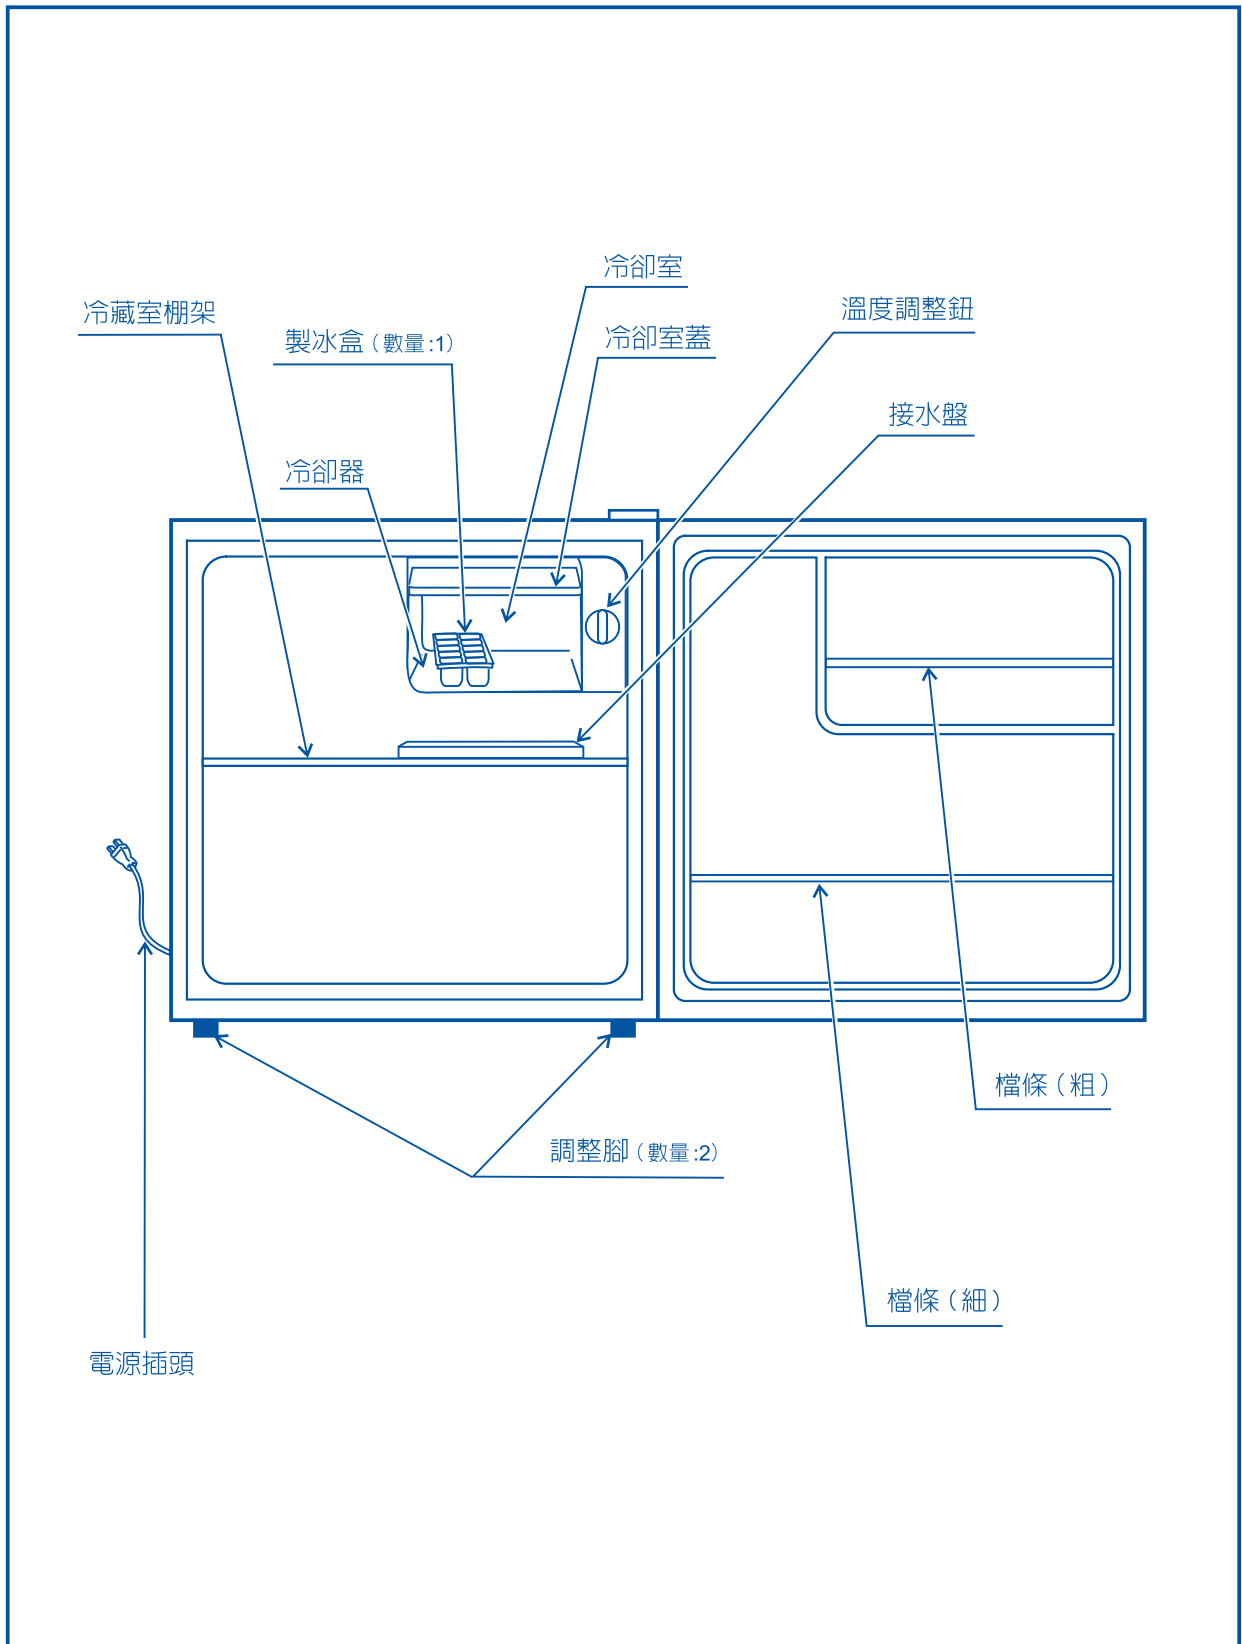 冷卻室
冷藏室棚架
溫度調整鈕
製冰盒（數量:1）
冷卻室蓋
接水盤
冷卻器
檔條（粗）
調整腳（數量:2）
檔條（細）
電源插頭